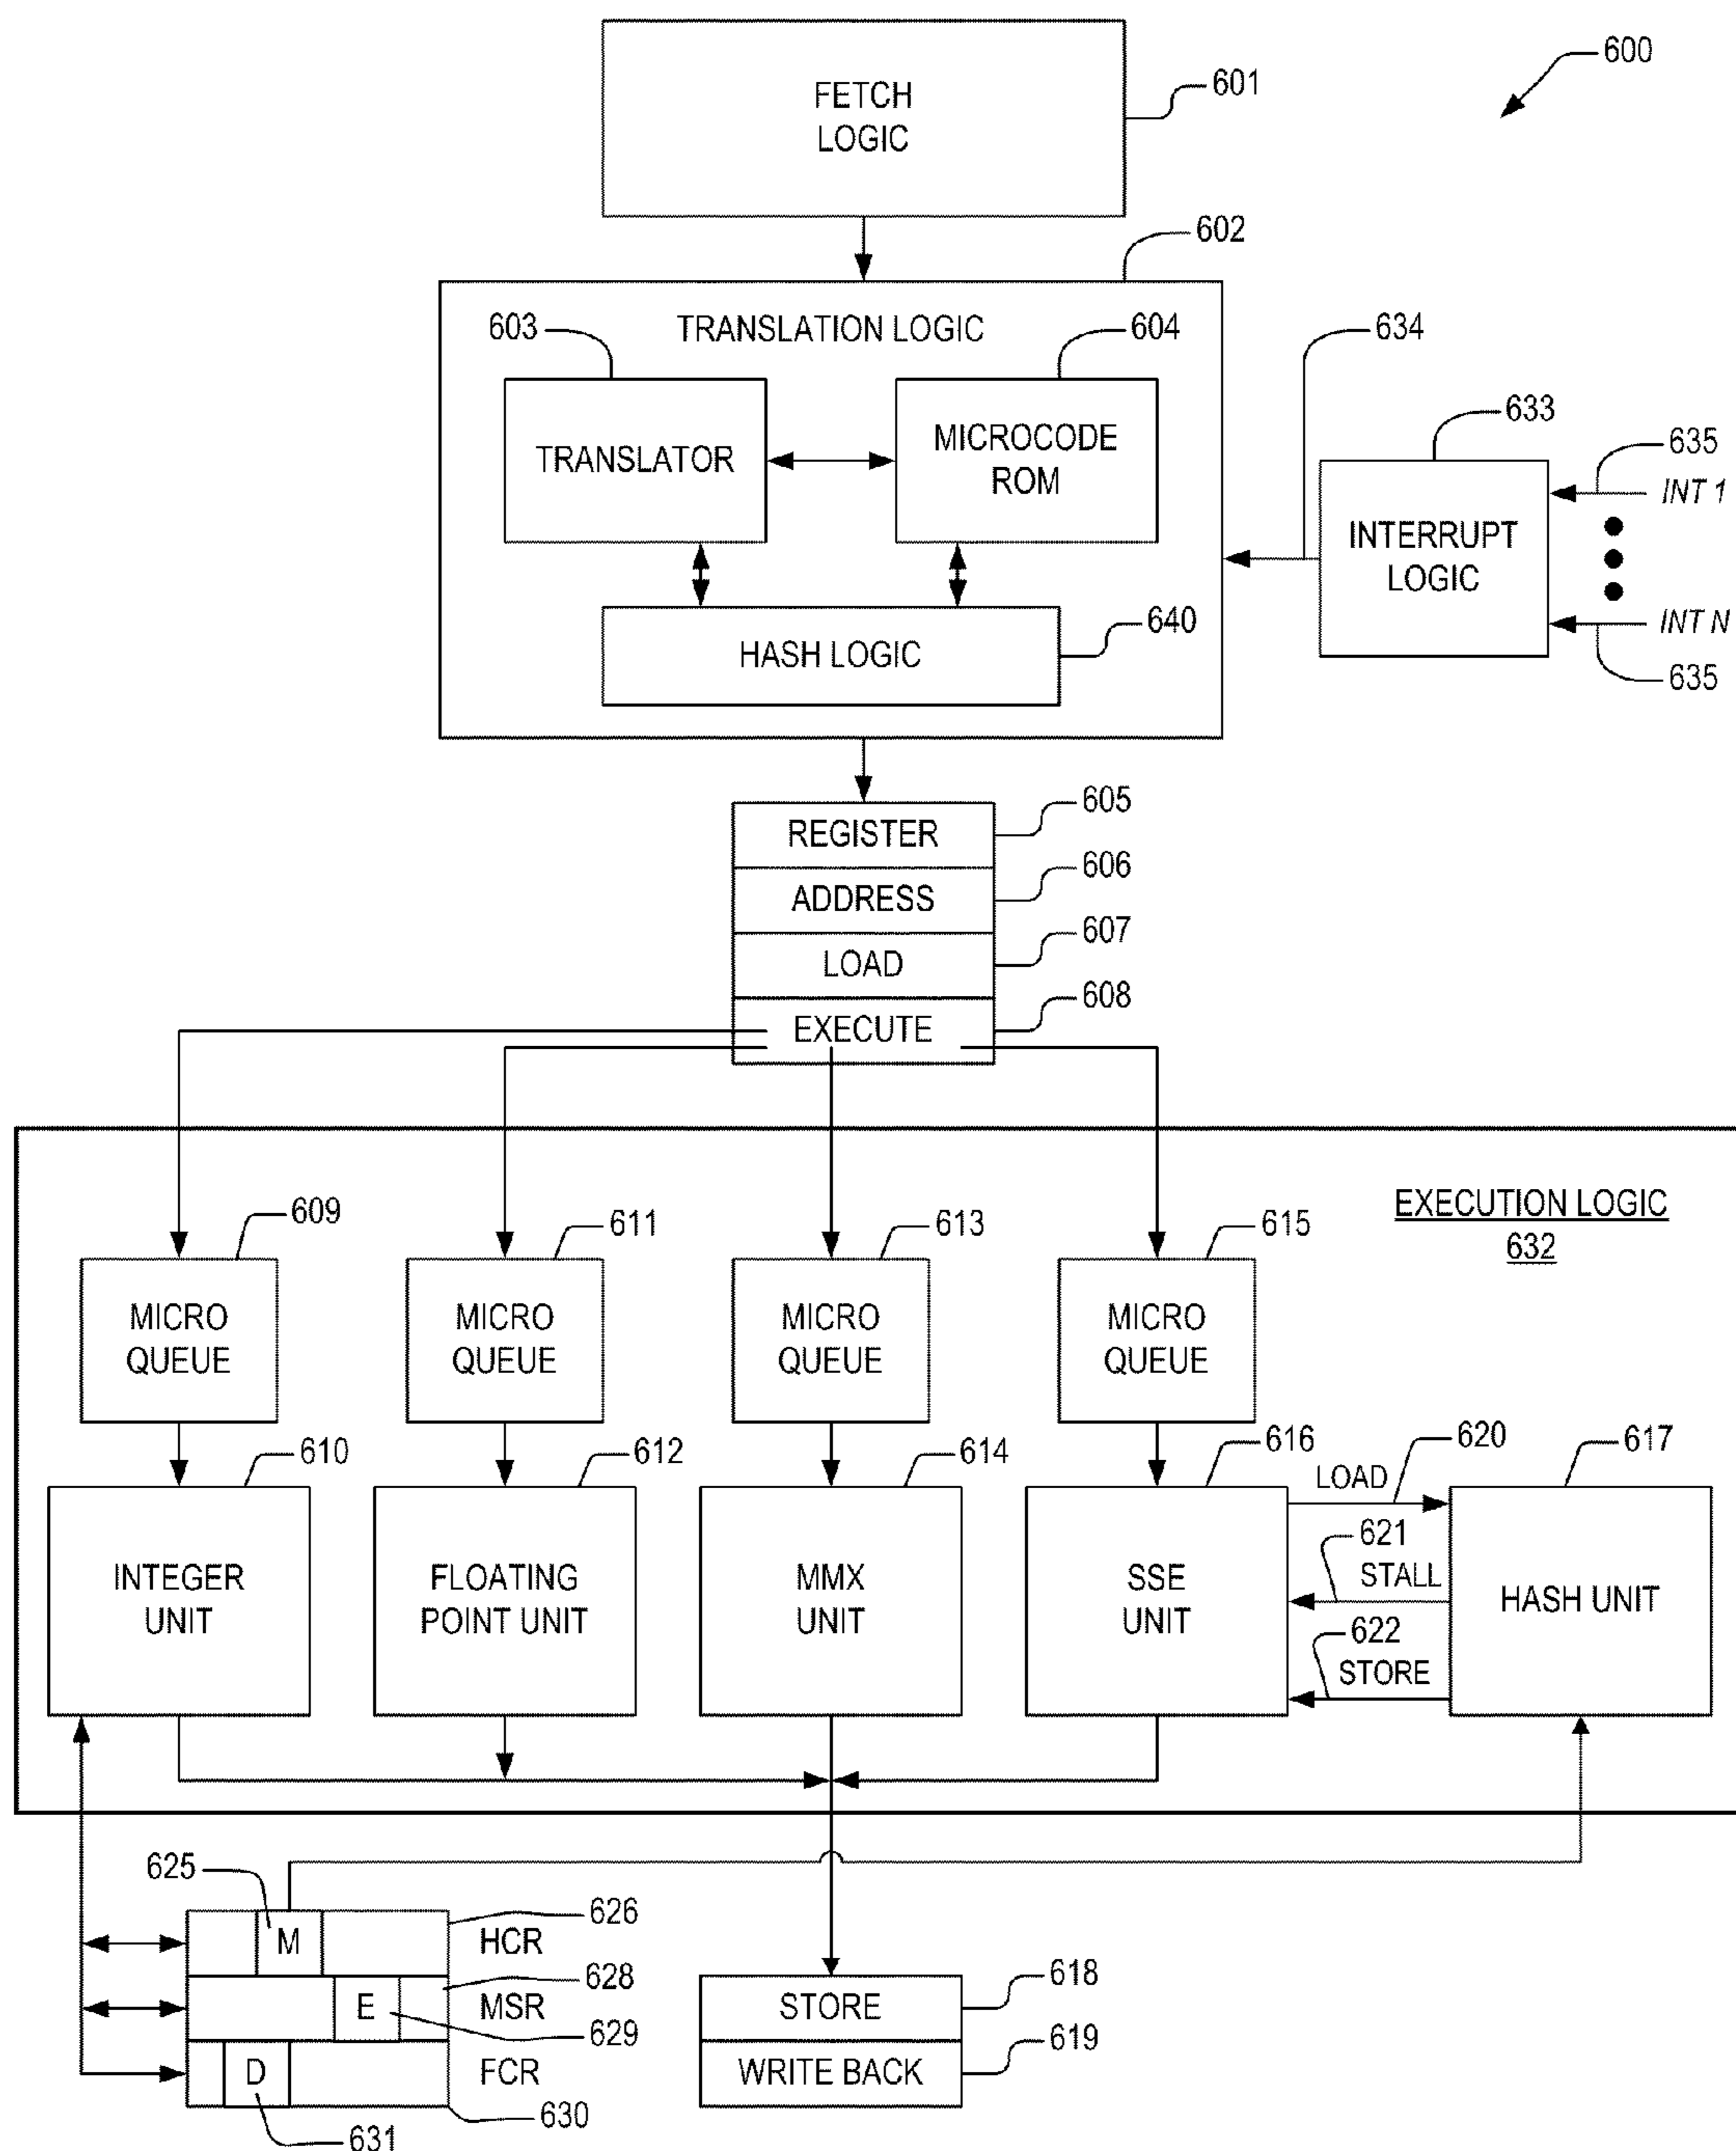 600
FETCH
LOGIC
601
602
TRANSLATION LOGIC
603
604
TRANSLATOR
MICROCODE
ROM
HASH LOGIC
640
634
633
INTERRUPT
LOGIC
635
INT 1
INT N
635
REGISTER
605
ADDRESS
606
LOAD
607
EXECUTE
608
EXECUTION LOGIC
632
609
611
613
615
MICRO
QUEUE
MICRO
QUEUE
MICRO
QUEUE
MICRO
QUEUE
610
612
614
616
620
617
INTEGER
UNIT
FLOATING
POINT UNIT
MMX
UNIT
SSE
UNIT
LOAD
621
STALL
622
STORE
HASH UNIT
625
M
626
HCR
E
628
MSR
629
D
FCR
630
631
STORE
618
WRITE BACK
619